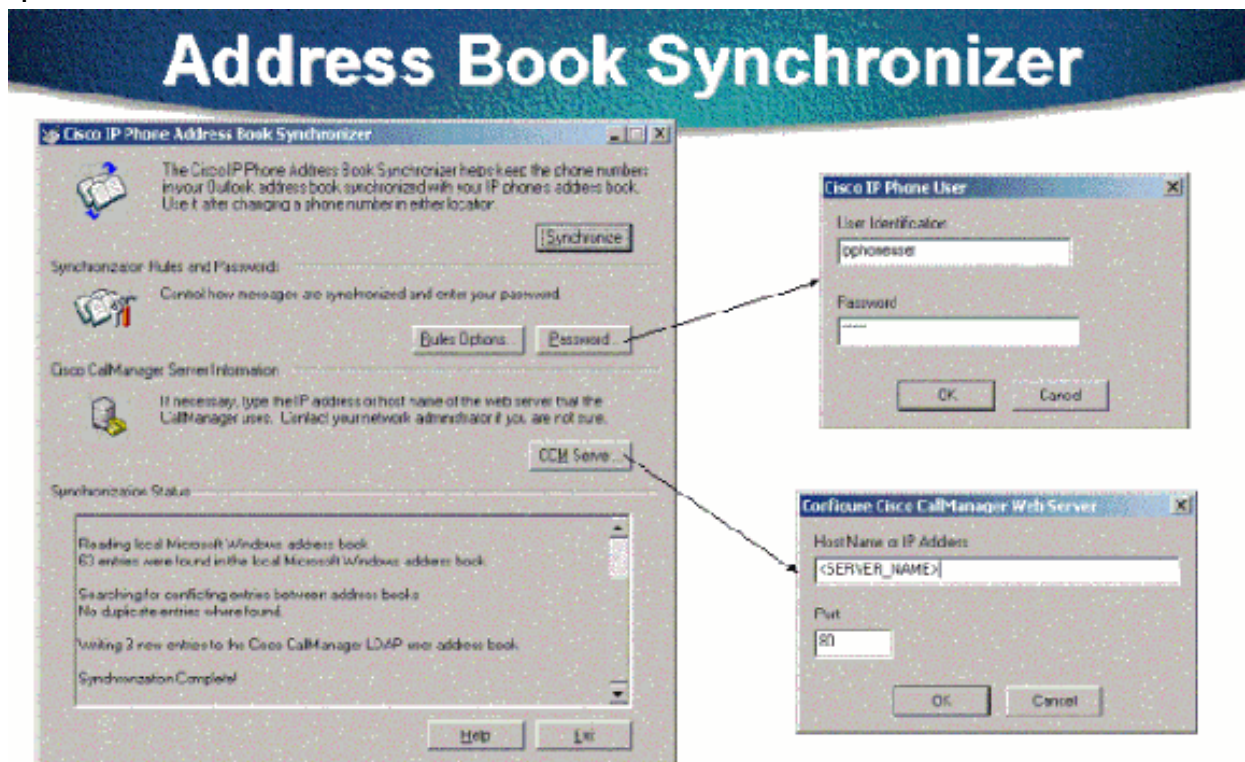 Address Book Synchronizer
Cisco IP Phone Address Book Synchronizer
The Cisco IP Phone Address Book Synchronizer helps keep the phone numbers
in your Outlook address book synchronized with your IP phone's address book.
Use it after changing a phone number in either location.
Synchronize
Synchronization Rules and Passwords
Control how messages are synchronized and enter your password.
Rules Options...
Password...
Cisco CallManager Server Information
If necessary, type the IP address or host name of the web server that the
CallManager uses. Contact your network administrator if you are not sure.
CCM Server...
Synchronization Status
Reading local Microsoft Windows address book
63 entries were found in the local Microsoft Windows address book
Searching for conflicting entries between address books
No duplicate entries where found.
Writing 3 new entries to the Cisco CallManager LDAP user address book
Synchronization Complete!
Help
Exit
Cisco IP Phone User
User Identification
ipphoneuser
Password
OK
Cancel
Configure Cisco CallManager Web Server
Host Name or IP Address
<SERVER_NAME>
Port
80
OK
Cancel